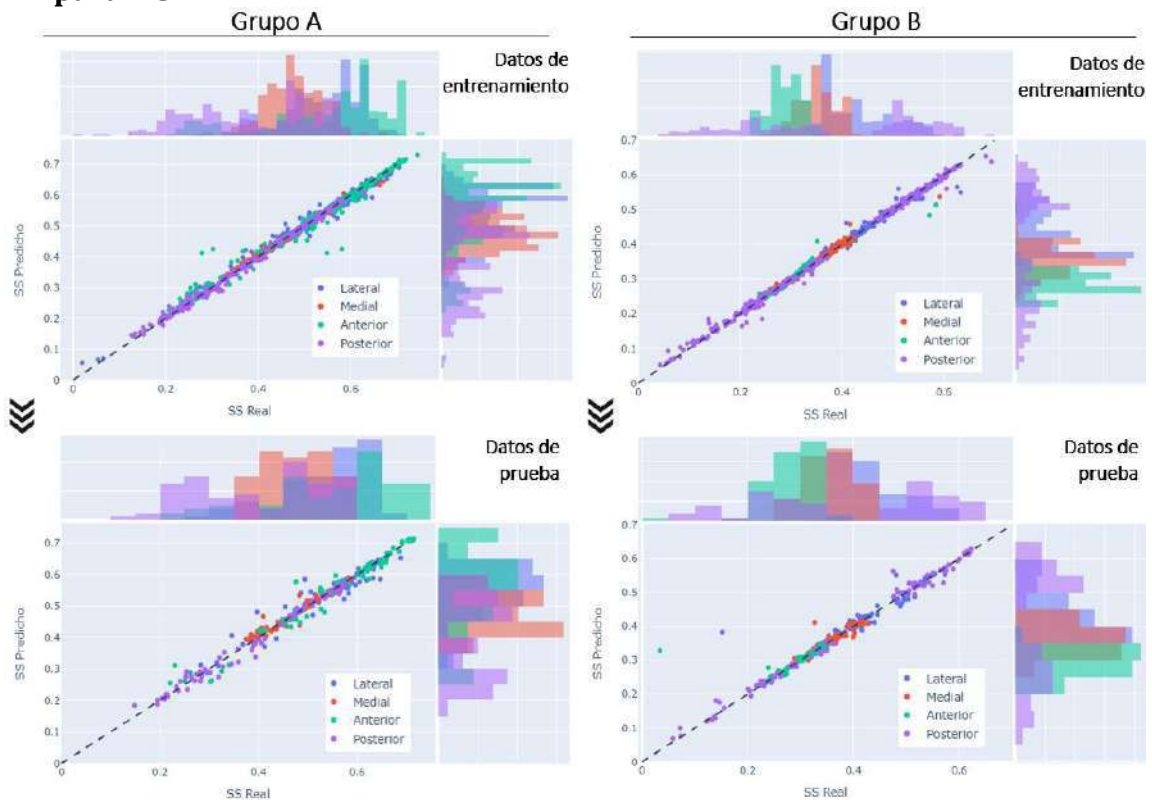 Grupo A
Grupo B
Datos de
entrenamiento
Datos de
entrenamiento
0.7
0.6
0.5
0.4
0.3
0.2
0.1
0
SS Predicho
Lateral
Medial
Anterior
Posterior
0
0.2
0.4
0.6
SS Real
0.7
0.6
0.5
0.4
0.3
0.2
0.1
0
SS Predicho
Lateral
Medial
Anterior
Posterior
0
0.2
0.4
0.6
SS Real
Datos de
prueba
Datos de
prueba
0.7
0.6
0.5
0.4
0.3
0.2
0.1
0
SS Predicho
Lateral
Medial
Anterior
Posterior
0
0.2
0.4
0.6
SS Real
0.7
0.6
0.5
0.4
0.3
0.2
0.1
0
SS Predicho
Lateral
Medial
Anterior
Posterior
0
0.2
0.4
0.6
SS Real